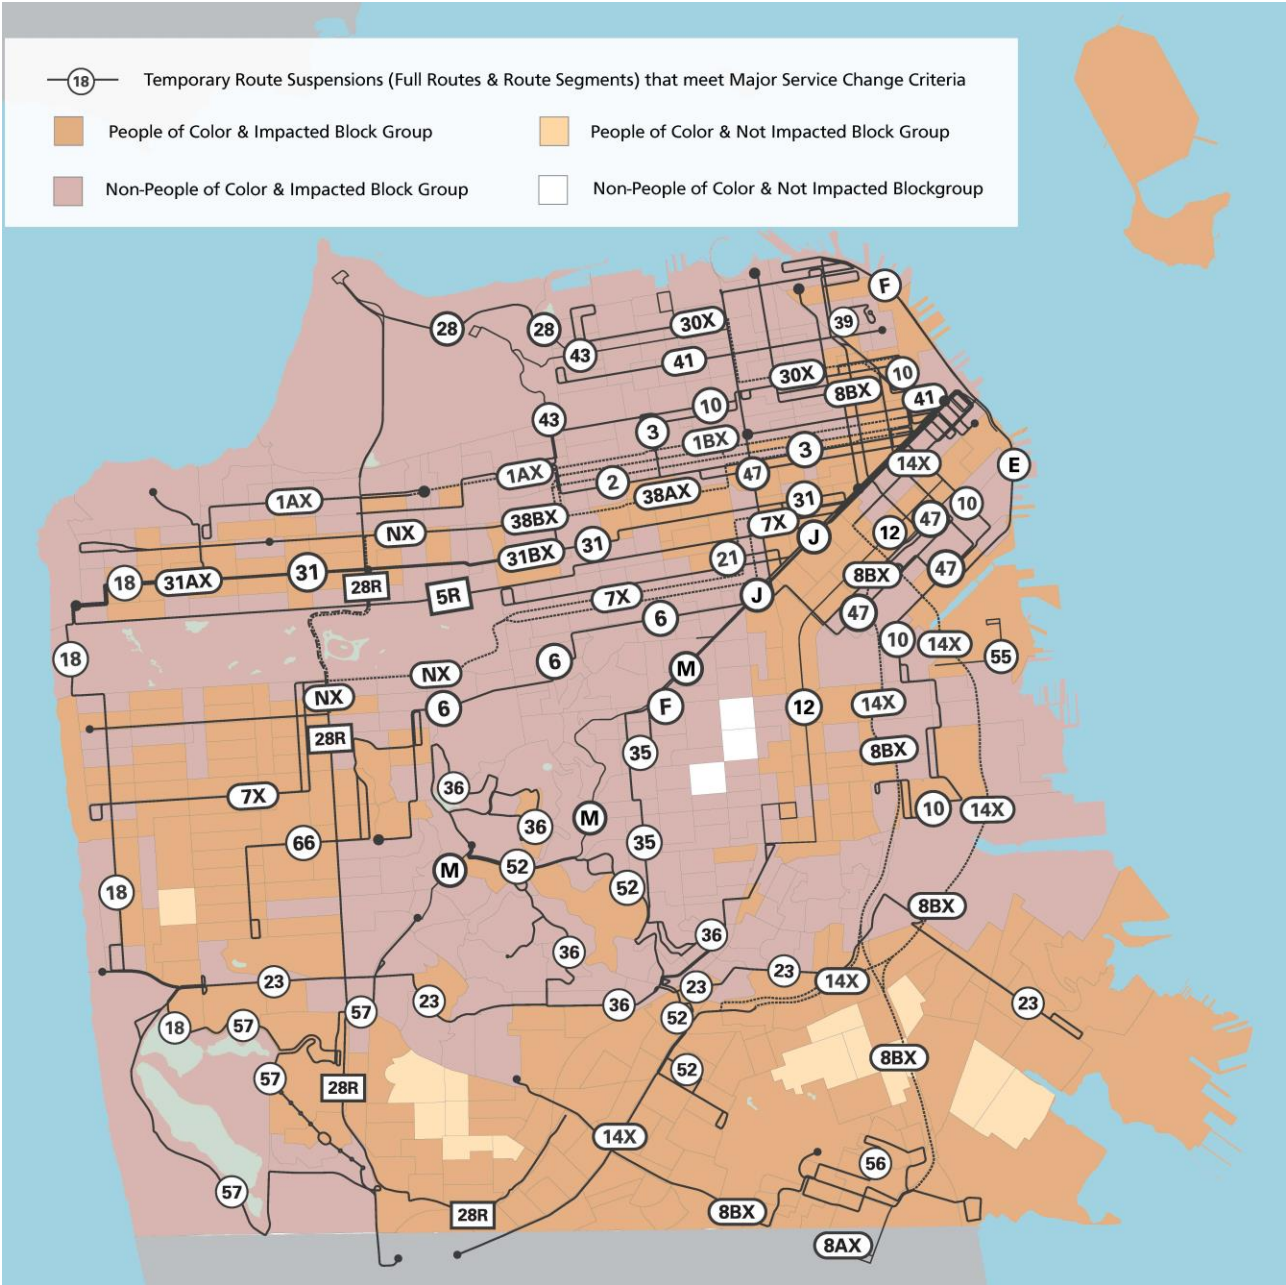 18 Temporary Route Suspensions (Full Routes & Route Segments) that meet Major Service Change Criteria
People of Color & Impacted Block Group People of Color & Not Impacted Block Group
Non-People of Color & Impacted Block Group Non-People of Color & Not Impacted Blockgroup
F
28 28 30X 39
43 41
30X 10
8BX 41
43 10
3 1BX 3
14X E
1AX 1AX 2 38AX 47
31 10
NX 38BX 7X 47
31 J 12
18 31AX 31 28R 31BX 21
5R 7X J 8BX 47
6 47
18 6 M 10 14X 55
NX
NX 6 F 12 14X
28R 35 8BX
36
7X M 10 14X
36
66 35
M 52
18 52
8BX
36 36
23 23 23 14X
57 23 36 52 23
18 57
57 28R 52 8BX
14X
56
57
28R 8BX
8AX